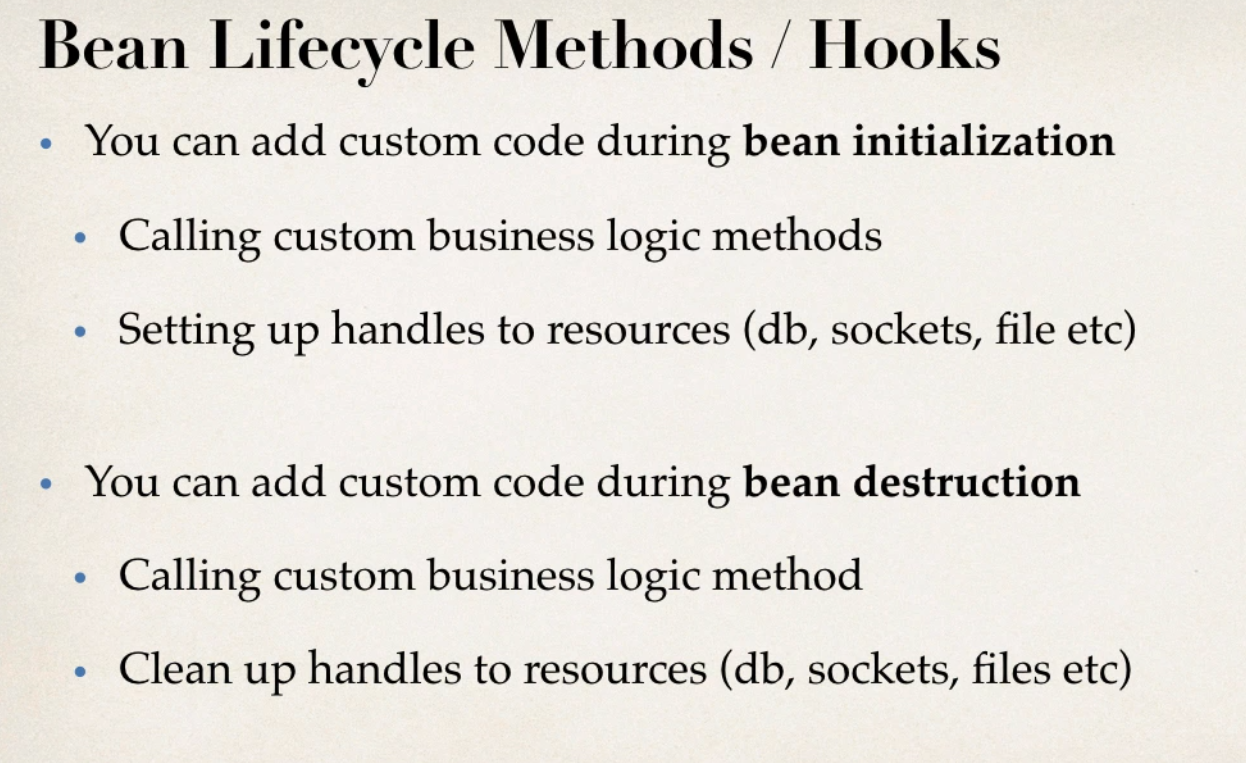 Bean Lifecycle Methods / Hooks
• You can add custom code during bean initialization
• Calling custom business logic methods
• Setting up handles to resources (db, sockets, file etc)
• You can add custom code during bean destruction
• Calling custom business logic method
• Clean up handles to resources (db, sockets, files etc)